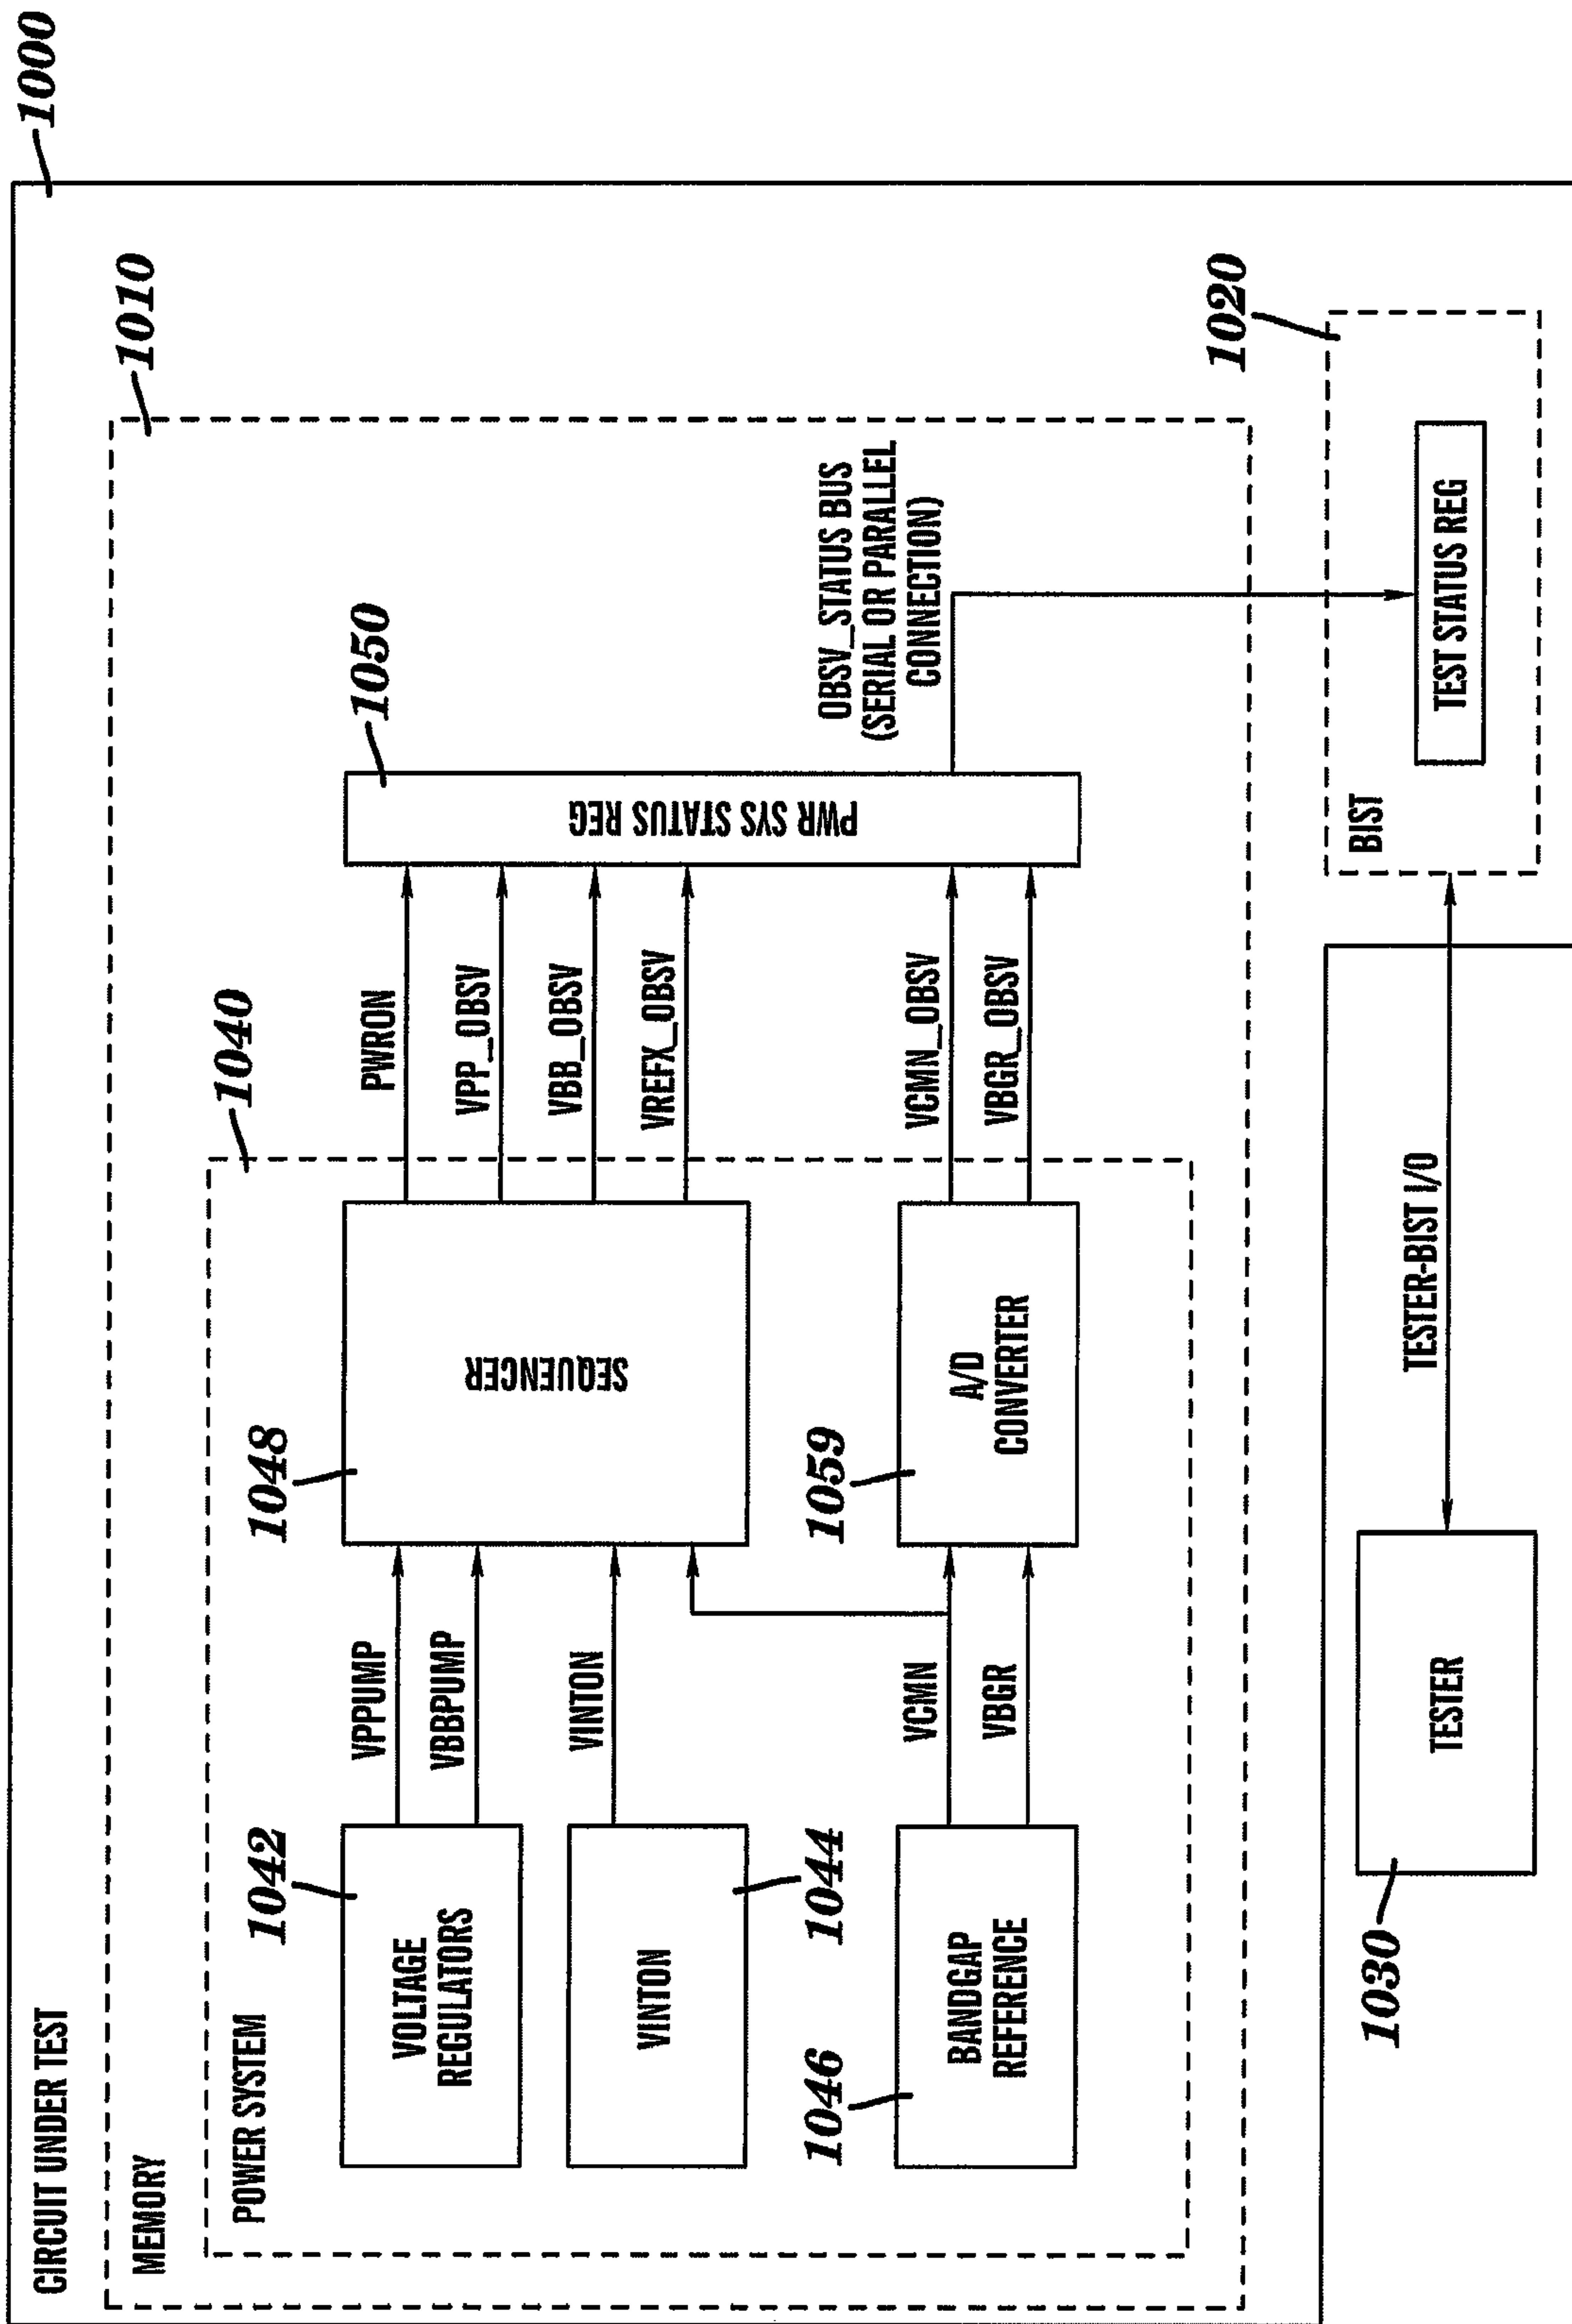 1000
CIRCUIT UNDER TEST
MEMORY
1010
POWER SYSTEM
1040
1042
VOLTAGE
REGULATORS
VPPUMP
VBBPUMP
VINTON
1044
VINTON
1046
BANDGAP
REFERENCE
VCMN
VBGR
1048
SEQUENCER
1059
A/D
CONVERTER
PWRON
VPP_OBSV
VBB_OBSV
VREFX_OBSV
VCMN_OBSV
VBGR_OBSV
1050
PWR SYS STATUS REG
OBSV_STATUS BUS
(SERIAL OR PARALLEL
CONNECTION)
1020
BIST
TEST STATUS REG
TESTER-BIST I/O
TESTER
1030